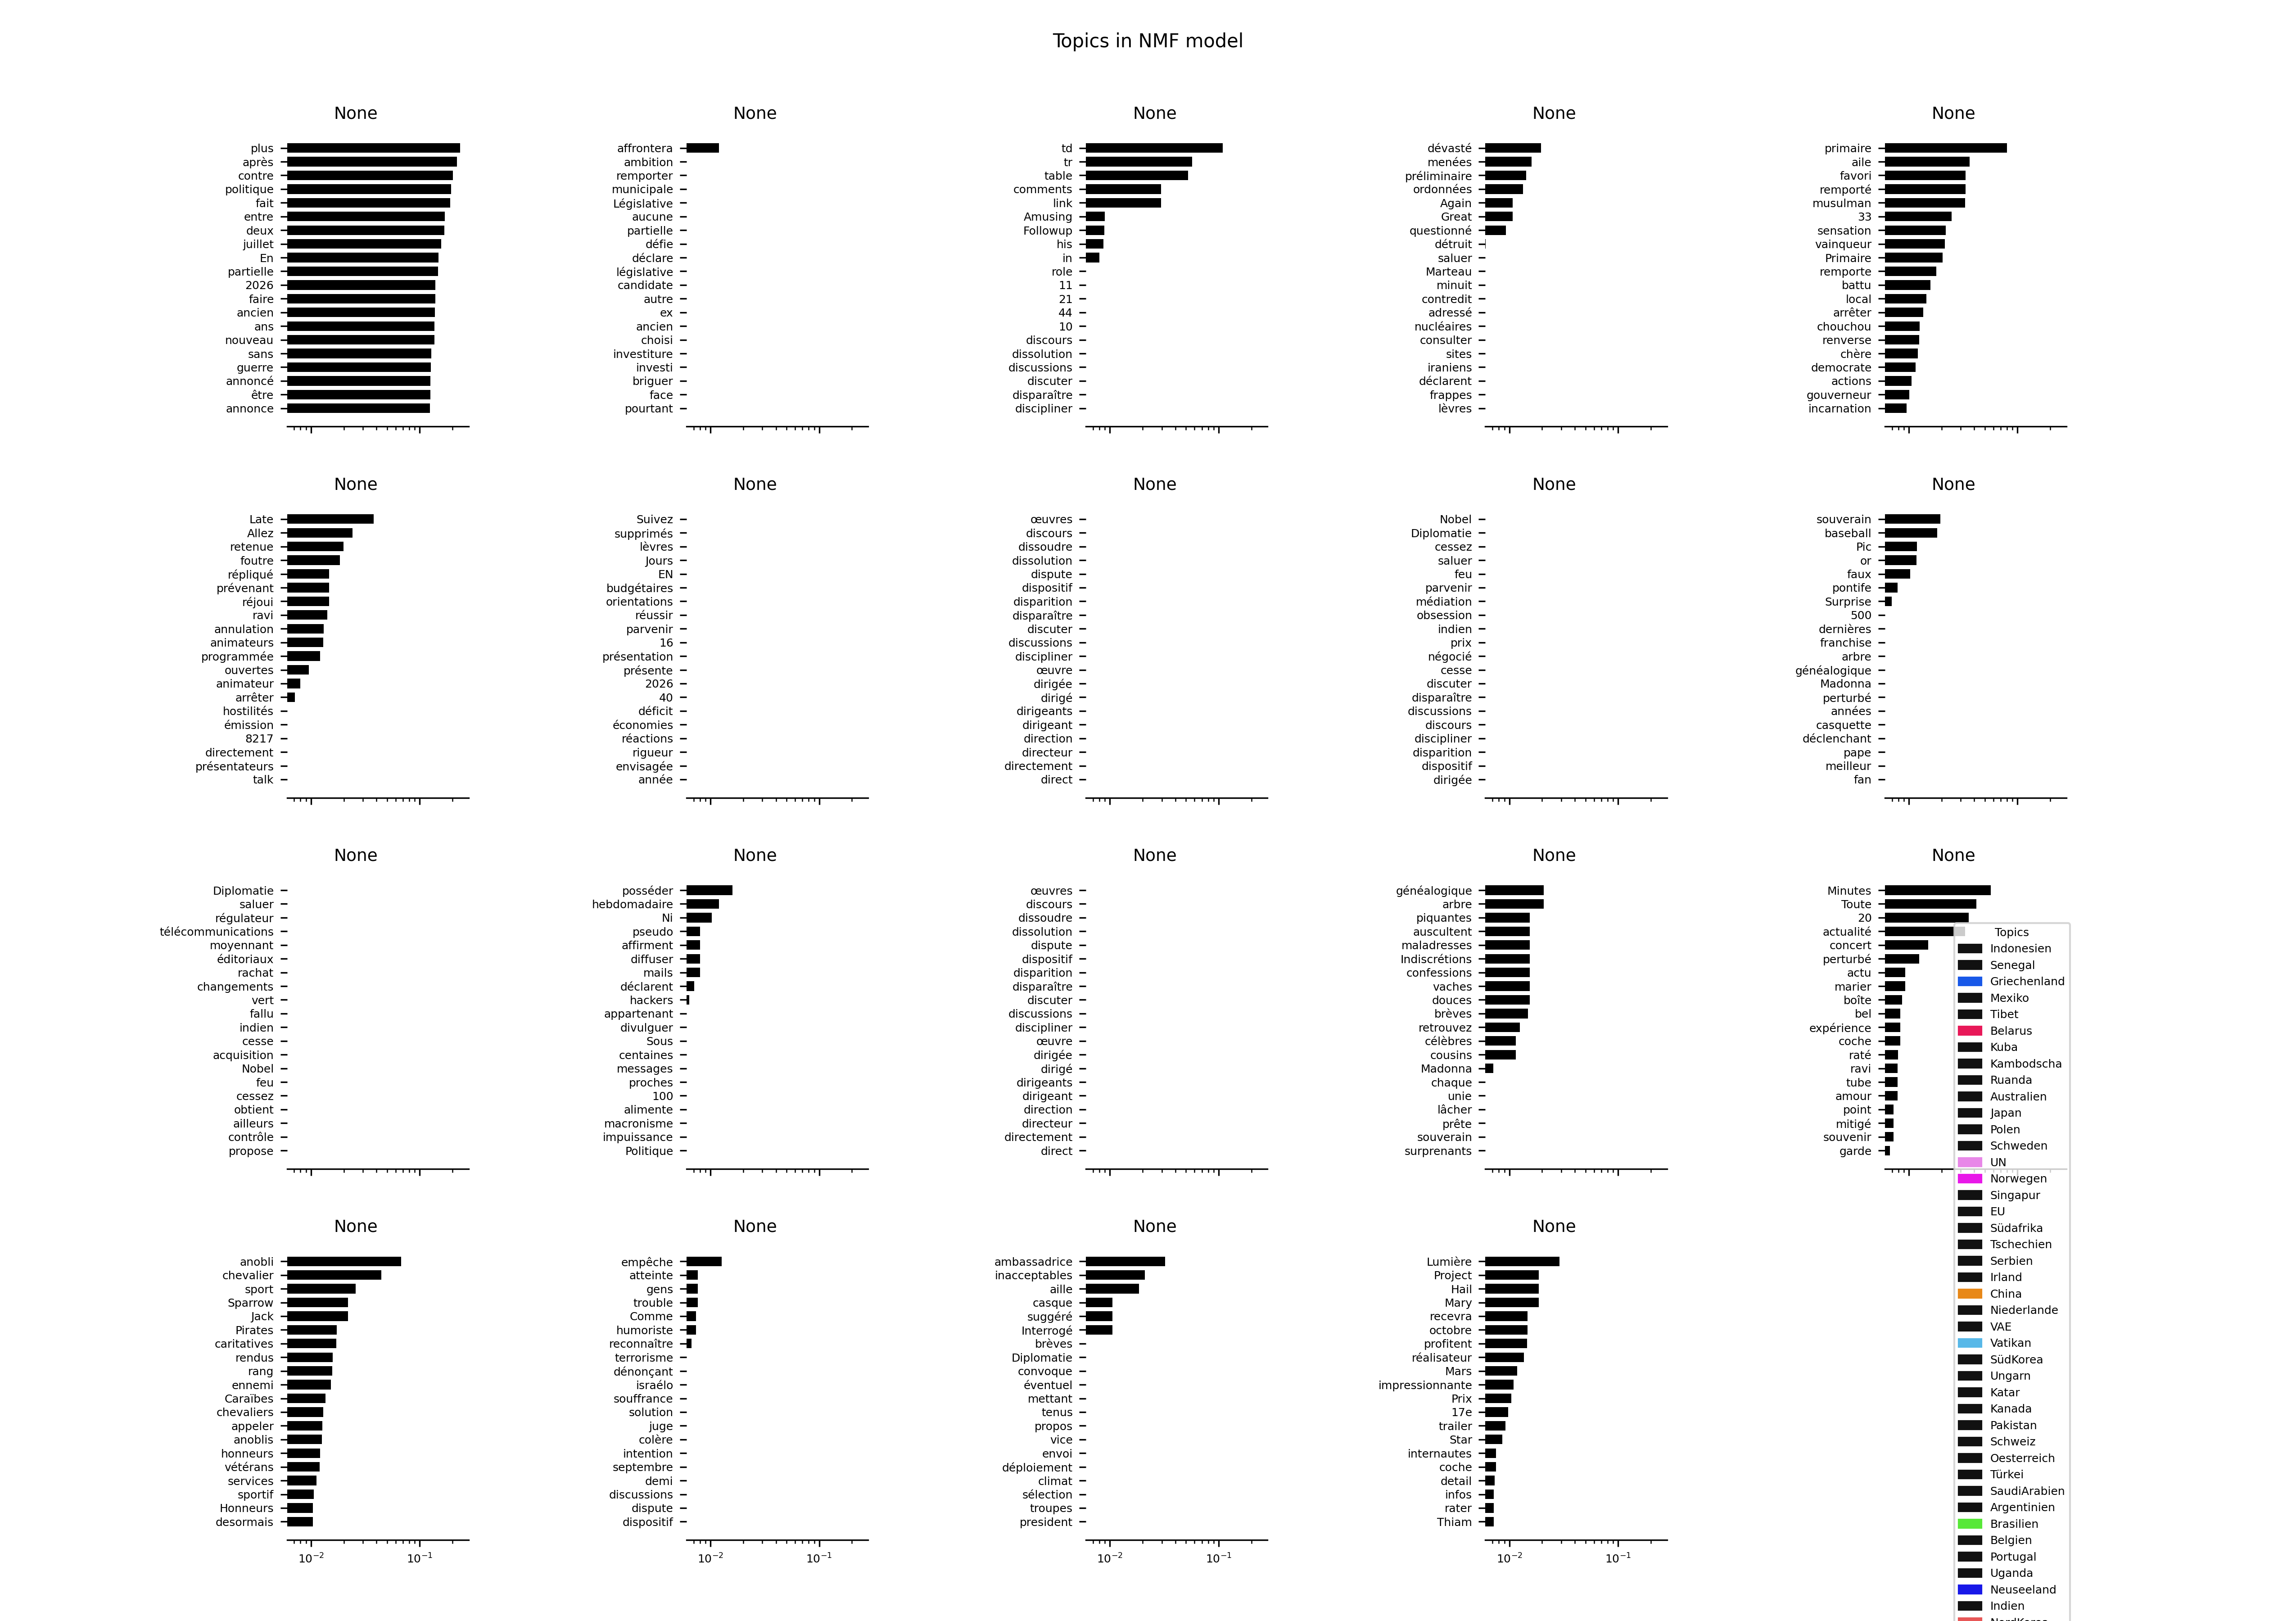 Topics in NMF model
None
plus
après
contre
politique
fait
entre
deux
juillet
En
partielle
2026
faire
ancien
ans
nouveau
sans
guerre
annoncé
être
annonce
None
affrontera
ambition
remporter
municipale
Législative
aucune
partielle
défie
déclare
législative
candidate
autre
ex
ancien
choisi
investiture
investi
briguer
face
pourtant
None
td
tr
table
comments
link
Amusing
Followup
his
in
role
11
21
44
10
discours
dissolution
discussions
discuter
disparaître
discipliner
None
dévasté
menées
préliminaire
ordonnées
Again
Great
questionné
détruit
saluer
Marteau
minuit
contredit
adressé
nucléaires
consulter
sites
iraniens
déclarent
frappes
lèvres
None
primaire
aile
favori
remporté
musulman
33
sensation
vainqueur
Primaire
remporte
battu
local
arrêter
chouchou
renverse
chère
democrate
actions
gouverneur
incarnation
None
Late
Allez
retenue
foutre
répliqué
prévenant
réjoui
ravi
annulation
animateurs
programmée
ouvertes
animateur
arrêter
hostilités
émission
8217
directement
présentateurs
talk
None
Suivez
supprimés
lèvres
Jours
EN
budgétaires
orientations
réussir
parvenir
16
présentation
présente
2026
40
déficit
économies
réactions
rigueur
envisagée
année
None
œuvres
discours
dissoudre
dissolution
dispute
dispositif
disparition
disparaître
discuter
discussions
discipliner
œuvre
dirigée
dirigé
dirigeants
dirigeant
direction
directeur
directement
direct
None
Nobel
Diplomatie
cessez
saluer
feu
parvenir
médiation
obsession
indien
prix
négocié
cesse
discuter
disparaître
discussions
discours
discipliner
disparition
dispositif
dirigée
None
souverain
baseball
Pic
or
faux
pontife
Surprise
500
dernières
franchise
arbre
généalogique
Madonna
perturbé
années
casquette
déclenchant
pape
meilleur
fan
None
Diplomatie
saluer
régulateur
télécommunications
moyennant
éditoriaux
rachat
changements
vert
fallu
indien
cesse
acquisition
Nobel
feu
cessez
obtient
ailleurs
contrôle
propose
None
posséder
hebdomadaire
Ni
pseudo
affirment
diffuser
mails
déclarent
hackers
appartenant
divulguer
Sous
centaines
messages
proches
100
alimente
macronisme
impuissance
Politique
None
œuvres
discours
dissoudre
dissolution
dispute
dispositif
disparition
disparaître
discuter
discussions
discipliner
œuvre
dirigée
dirigé
dirigeants
dirigeant
direction
directeur
directement
direct
None
généalogique
arbre
piquantes
auscultent
maladresses
Indiscrétions
confessions
vaches
douces
brèves
retrouvez
célèbres
cousins
Madonna
chaque
unie
lâcher
prête
souverain
surprenants
None
Minutes
Toute
20
actualité
concert
perturbé
actu
marier
boîte
bel
expérience
coche
raté
ravi
tube
amour
point
mitigé
souvenir
garde
None
anobli
chevalier
sport
Sparrow
Jack
Pirates
caritatives
rendus
rang
ennemi
Caraïbes
chevaliers
appeler
anoblis
honneurs
vétérans
services
sportif
Honneurs
desormais
10⁻² 10⁻¹
None
empêche
atteinte
gens
trouble
Comme
humoriste
reconnaître
terrorisme
dénonçant
israélo
souffrance
solution
juge
colère
intention
septembre
demi
discussions
dispute
dispositif
10⁻² 10⁻¹
None
ambassadrice
inacceptables
aille
casque
suggéré
Interrogé
brèves
Diplomatie
convoque
éventuel
mettant
tenus
propos
vice
envoi
déploiement
climat
sélection
troupes
president
10⁻² 10⁻¹
None
Lumière
Project
Hail
Mary
recevra
octobre
profitent
réalisateur
Mars
impressionnante
Prix
17e
trailer
Star
internautes
coche
detail
infos
rater
Thiam
10⁻² 10⁻¹
Topics
Indonesien
Senegal
Griechenland
Mexiko
Tibet
Belarus
Kuba
Kambodscha
Ruanda
Australien
Japan
Polen
Schweden
UN
Norwegen
Singapur
EU
Südafrika
Tschechien
Serbien
Irland
China
Niederlande
VAE
Vatikan
SüdKorea
Ungarn
Katar
Kanada
Pakistan
Schweiz
Oesterreich
Türkei
SaudiArabien
Argentinien
Brasilien
Belgien
Portugal
Uganda
Neuseeland
Indien